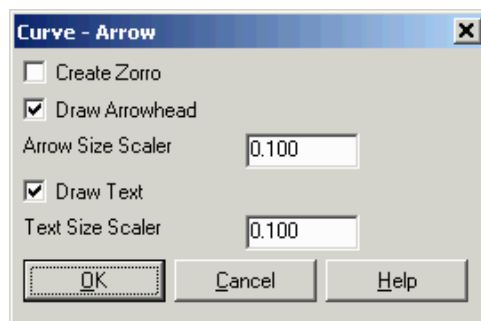 Curve - Arrow
Create Zorro
Draw Arrowhead
Arrow Size Scaler 0.100
Draw Text
Text Size Scaler 0.100
OK Cancel Help